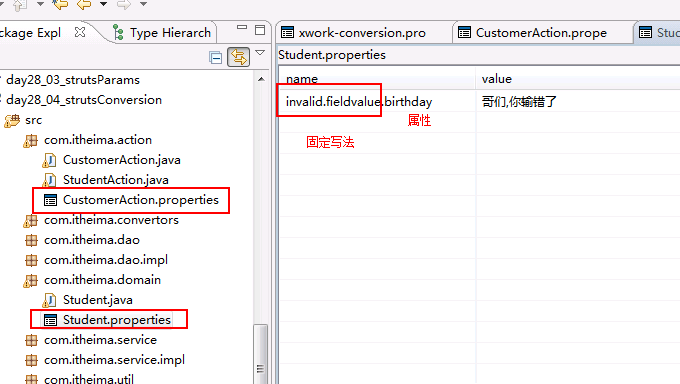 ackage Expl
Type Hierarch
day28_03_strutsParams
day28_04_strutsConversion
src
com.itheima.action
CustomerAction.java
StudentAction.java
CustomerAction.properties
com.itheima.convertors
com.itheima.dao
com.itheima.dao.impl
com.itheima.domain
Student.java
Student.properties
com.itheima.service
com.itheima.service.impl
com.itheima.util
xwork-conversion.pro
CustomerAction.prope
Stu
Student.properties
name value
invalid.fieldvalue.birthday 哥们,你输错了
属性
固定写法